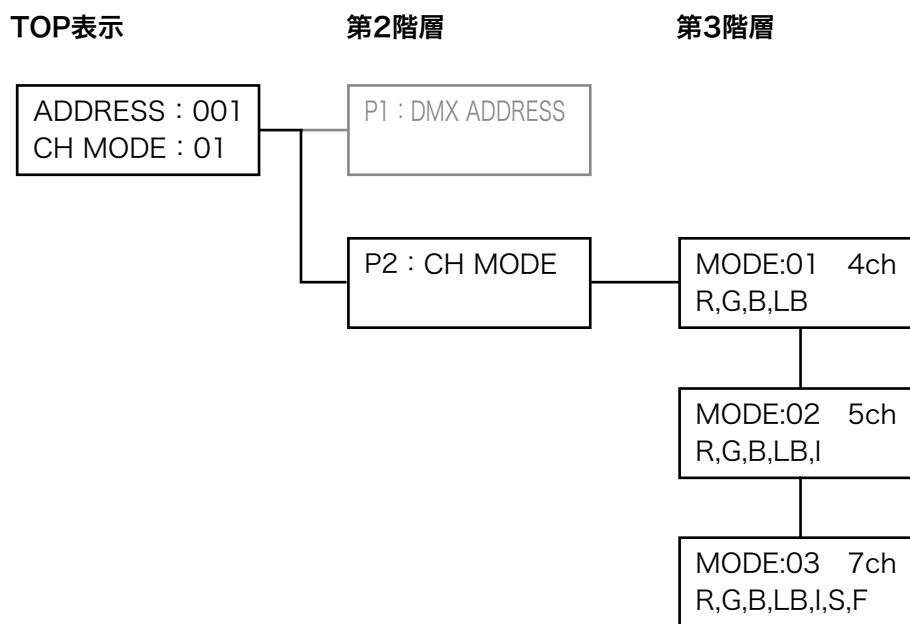 TOP表示
第2階層
第3階層
ADDRESS：001
CH MODE：01
P1：DMX ADDRESS
P2：CH MODE
MODE:01　4ch
R,G,B,LB
MODE:02　5ch
R,G,B,LB,I
MODE:03　7ch
R,G,B,LB,I,S,F